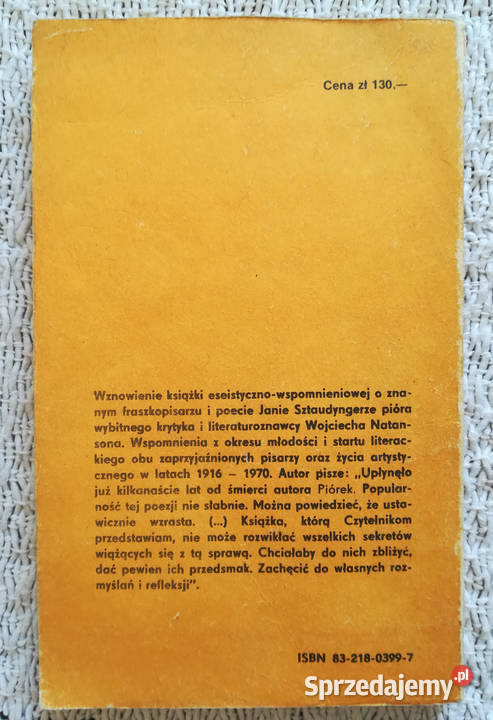 Cena zł 130,—
Wznowienie książki eseistyczno-wspomnieniowej o zna-
nym fraszkopisarzu i poecie Janie Sztaudyngerze pióra
wybitnego krytyka i literaturoznawcy Wojciecha Natan-
sona. Wspomnienia z okresu młodości i startu literac-
kiego obu zaprzyjaźnionych pisarzy oraz życia artysty-
cznego w latach 1916 – 1970. Autor pisze: „Upłynęło
już kilkanaście lat od śmierci autora Piórek. Popular-
ność tej poezji nie słabnie. Można powiedzieć, że ust-
awicznie wzrasta. (...) Książka, którą Czytelnikom
przedstawiam, nie może rozwikłać wszelkich sekretów
wiążących się z tą sprawą. Chciałaby do nich zbliżyć,
dać pewien ich przedsmak. Zachęcić do własnych roz-
myślań i refleksji”.
ISBN 83-218-0399-7
Sprzedajemy.pl